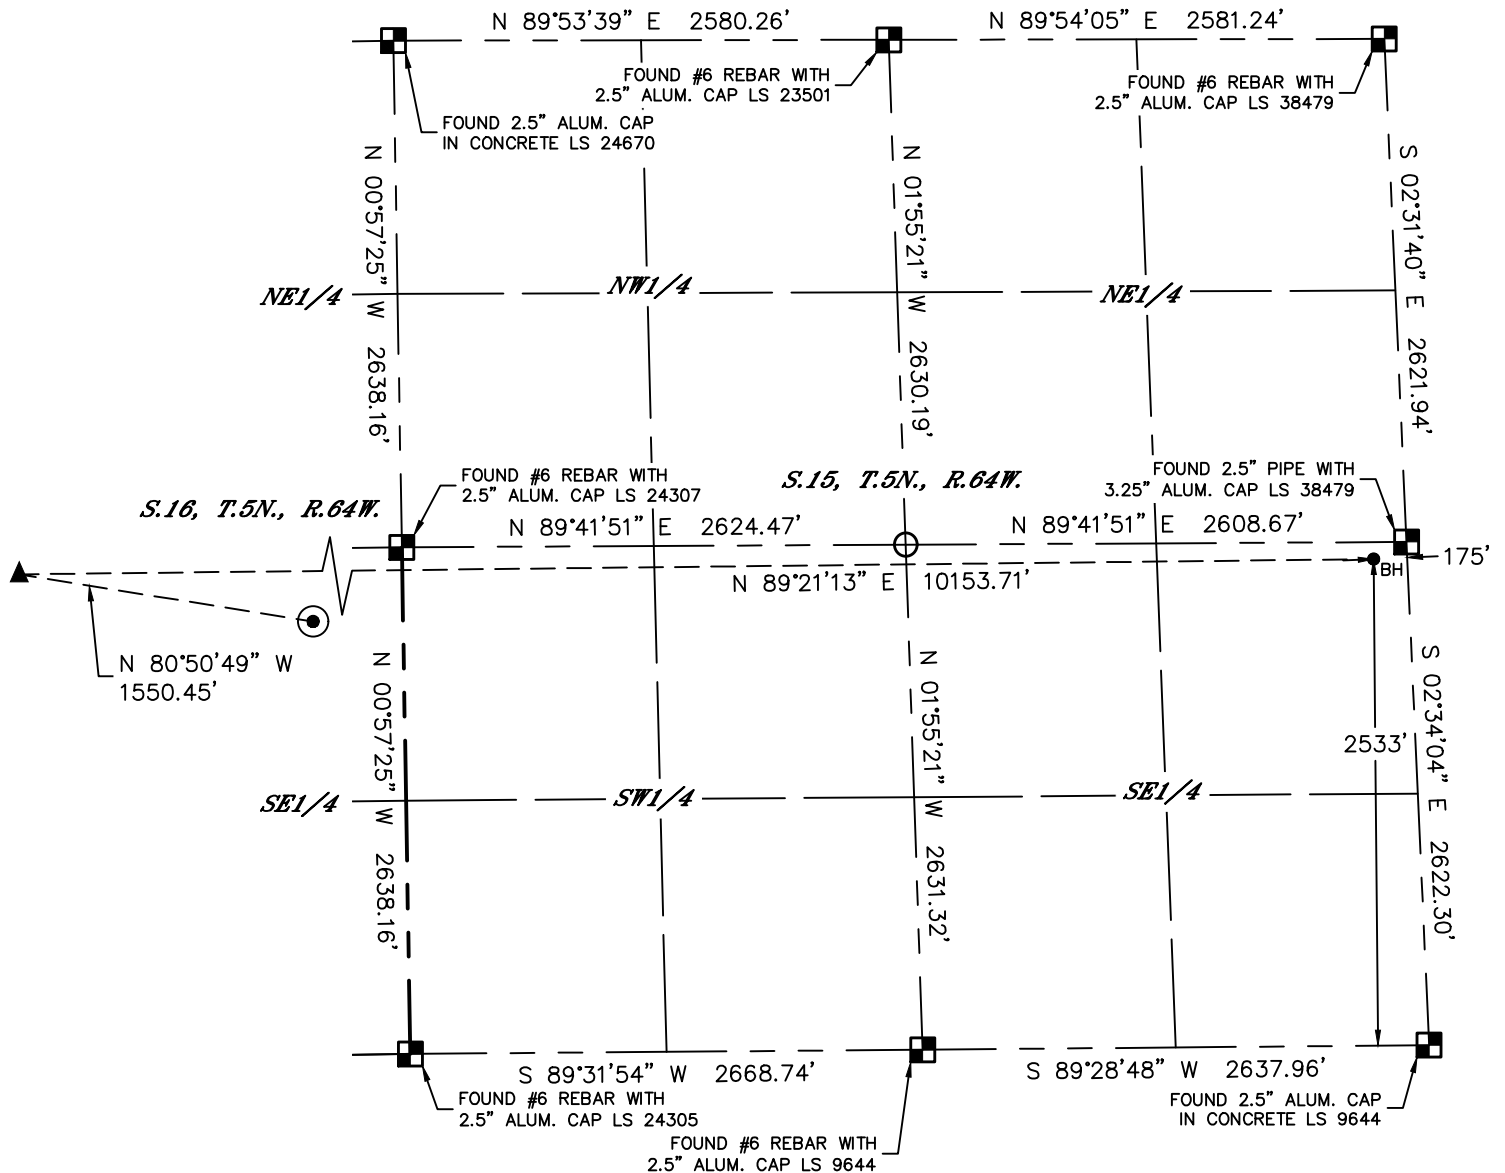 N 89°53'39" E 2580.26'
N 89°54'05" E 2581.24'
FOUND #6 REBAR WITH
2.5" ALUM. CAP LS 23501
FOUND #6 REBAR WITH
2.5" ALUM. CAP LS 38479
FOUND 2.5" ALUM. CAP
IN CONCRETE LS 24670
N 00°57'25" W 2638.16'
N 01°55'21" W 2630.19'
S 02°31'40" E 2621.94'
NE1/4
NW1/4
NE1/4
FOUND #6 REBAR WITH
2.5" ALUM. CAP LS 24307
FOUND 2.5" PIPE WITH
3.25" ALUM. CAP LS 38479
S.16, T.5N., R.64W.
S.15, T.5N., R.64W.
N 89°41'51" E 2624.47'
N 89°41'51" E 2608.67'
175'
BH
N 89°21'13" E 10153.71'
N 80°50'49" W
1550.45'
N 00°57'25" W 2638.16'
N 01°55'21" W 2631.32'
S 02°34'04" E 2622.30'
2533'
SE1/4
SW1/4
SE1/4
S 89°31'54" W 2668.74'
S 89°28'48" W 2637.96'
FOUND #6 REBAR WITH
2.5" ALUM. CAP LS 24305
FOUND 2.5" ALUM. CAP
IN CONCRETE LS 9644
FOUND #6 REBAR WITH
2.5" ALUM. CAP LS 9644